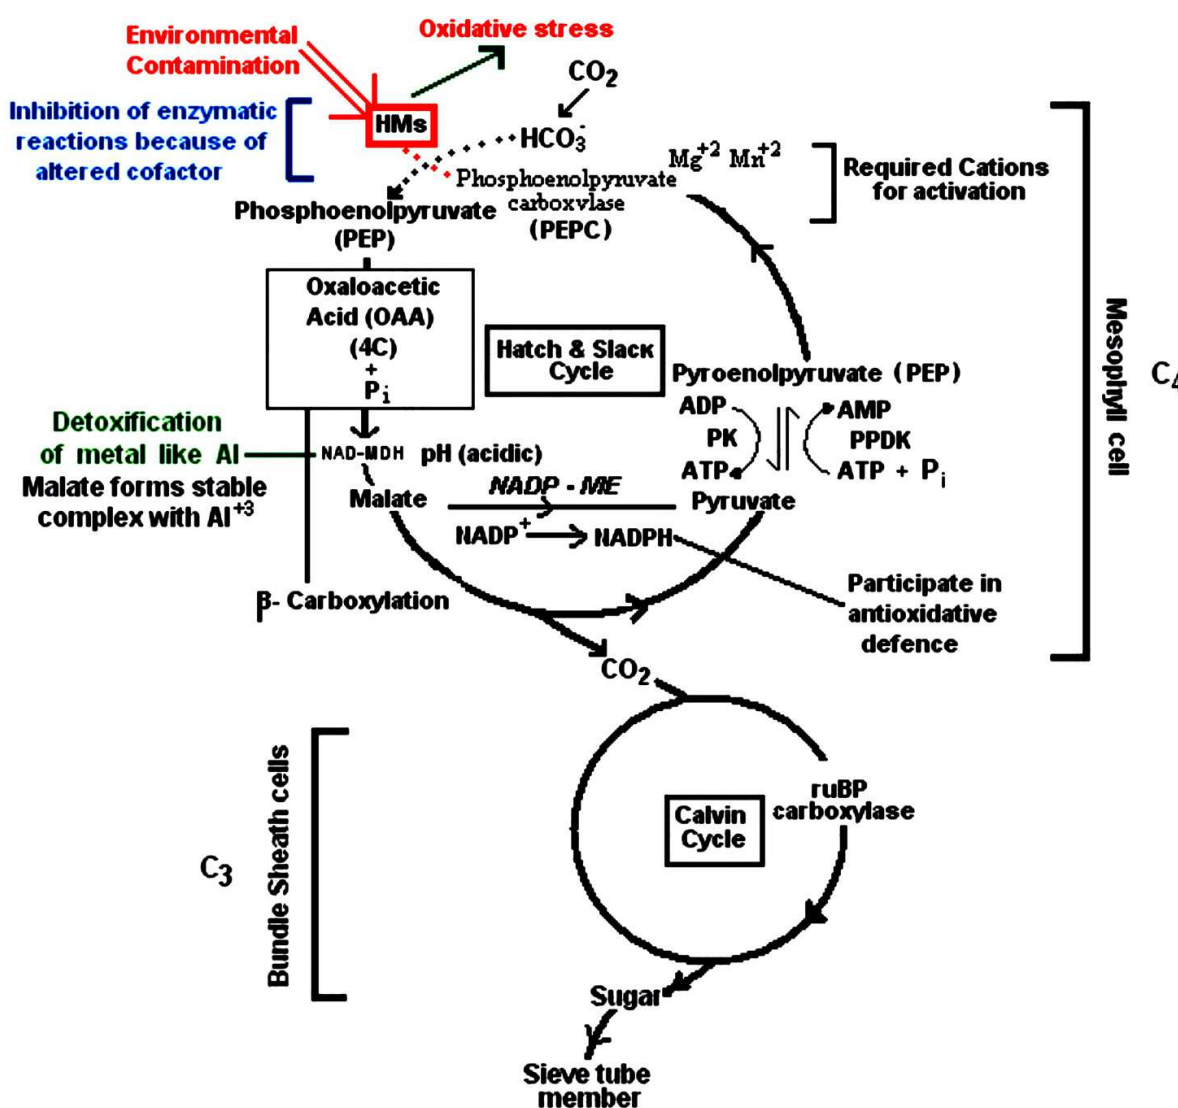 Environmental
Contamination
Oxidative stress
CO2
Inhibition of enzymatic
reactions because of
altered cofactor
HMs
HCO3-
Mg+2 Mn+2
Required Cations
for activation
Phosphoenolpyruvate
carboxylase
(PEPC)
Phosphoenolpyruvate
(PEP)
Oxaloacetic
Acid (OAA)
(4C)
+
Pi
Hatch & Slack
Cycle
Pyroenolpyruvate (PEP)
ADP
PK
ATP
AMP
PPDK
ATP + Pi
Mesophyll cell
C4
Detoxification
of metal like Al
Malate forms stable
complex with Al+3
NAD-MDH
pH (acidic)
Malate
NADP - ME
Pyruvate
NADP+
NADPH
β- Carboxylation
Participate in
antioxidative
defence
CO2
C3
Bundle Sheath cells
Calvin
Cycle
ruBP
carboxylase
Sugar
Sieve tube
member